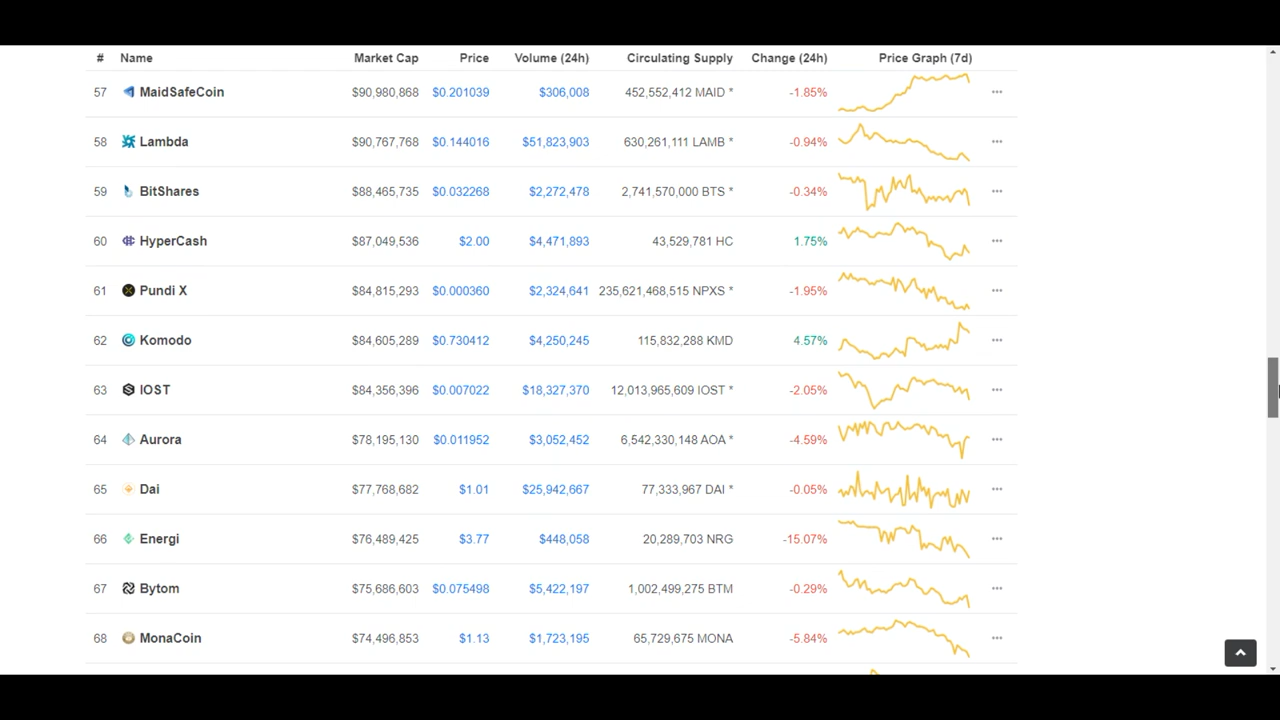 # Name Market Cap Price Volume (24h) Circulating Supply Change (24h) Price Graph (7d)
57 MaidSafeCoin $90,980,868 $0.201039 $306,008 452,552,412 MAID * -1.85%
58 Lambda $90,767,768 $0.144016 $51,823,903 630,261,111 LAMB * -0.94%
59 BitShares $88,465,735 $0.032268 $2,272,478 2,741,570,000 BTS * -0.34%
60 HyperCash $87,049,536 $2.00 $4,471,893 43,529,781 HC 1.75%
61 Pundi X $84,815,293 $0.000360 $2,324,641 235,621,468,515 NPXS * -1.95%
62 Komodo $84,605,289 $0.730412 $4,250,245 115,832,288 KMD 4.57%
63 IOST $84,356,396 $0.007022 $18,327,370 12,013,965,609 IOST * -2.05%
64 Aurora $78,195,130 $0.011952 $3,052,452 6,542,330,148 AOA * -4.59%
65 Dai $77,768,682 $1.01 $25,942,667 77,333,967 DAI * -0.05%
66 Energi $76,489,425 $3.77 $448,058 20,289,703 NRG -15.07%
67 Bytom $75,686,603 $0.075498 $5,422,197 1,002,499,275 BTM -0.29%
68 MonaCoin $74,496,853 $1.13 $1,723,195 65,729,675 MONA -5.84%